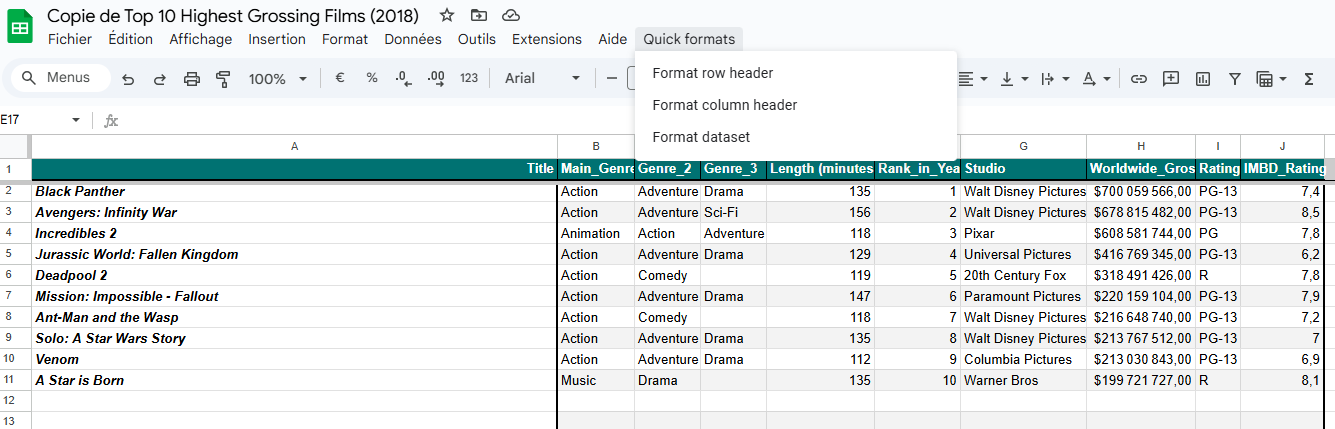 Copie de Top 10 Highest Grossing Films (2018)
Fichier Édition Affichage Insertion Format Données Outils Extensions Aide Quick formats
Menus 100% € % .0 .00 123 Arial
Format row header
Format column header
Format dataset
E17 fx
A B G H I J
1 Title Main_Genre Genre_2 Genre_3 Length (minutes Rank_in_Yea Studio Worldwide_Gros Rating IMBD_Rating
2 Black Panther Action Adventure Drama 135 1 Walt Disney Pictures $700 059 566,00 PG-13 7,4
3 Avengers: Infinity War Action Adventure Sci-Fi 156 2 Walt Disney Pictures $678 815 482,00 PG-13 8,5
4 Incredibles 2 Animation Action Adventure 118 3 Pixar $608 581 744,00 PG 7,8
5 Jurassic World: Fallen Kingdom Action Adventure Drama 129 4 Universal Pictures $416 769 345,00 PG-13 6,2
6 Deadpool 2 Action Comedy 119 5 20th Century Fox $318 491 426,00 R 7,8
7 Mission: Impossible - Fallout Action Adventure Drama 147 6 Paramount Pictures $220 159 104,00 PG-13 7,9
8 Ant-Man and the Wasp Action Comedy 118 7 Walt Disney Pictures $216 648 740,00 PG-13 7,2
9 Solo: A Star Wars Story Action Adventure Drama 135 8 Walt Disney Pictures $213 767 512,00 PG-13 7
10 Venom Action Adventure Drama 112 9 Columbia Pictures $213 030 843,00 PG-13 6,9
11 A Star is Born Music Drama 135 10 Warner Bros $199 721 727,00 R 8,1
12
13